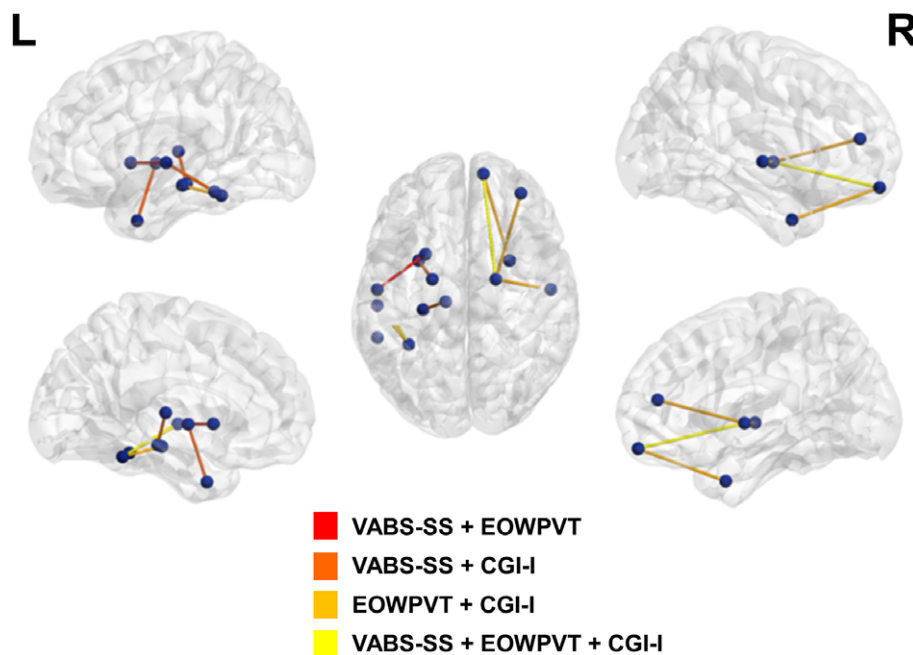 L
R
VABS-SS + EOWPVT
VABS-SS + CGI-I
EOWPVT + CGI-I
VABS-SS + EOWPVT + CGI-I